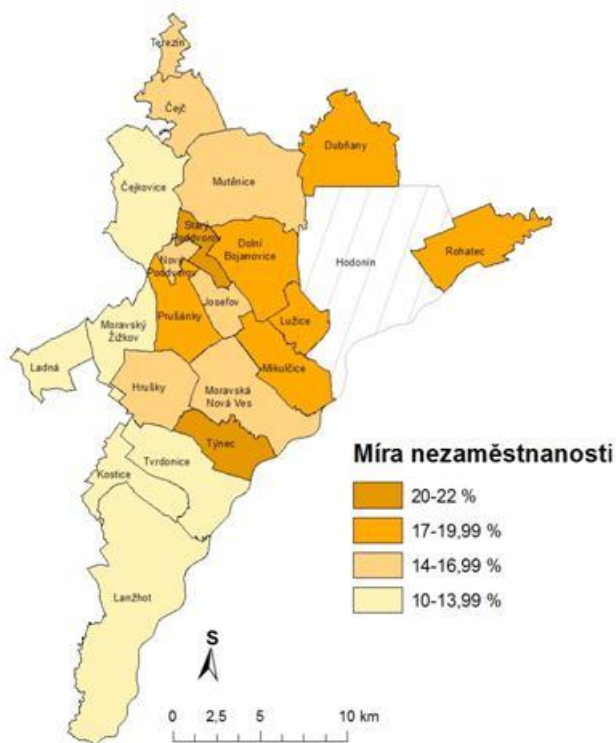 Terezín
Čejč
Dubňany
Čejkovice
Mutěnice
Starý
Poddvorov
Dolní
Bojanovice
Rohatec
Hodonín
Nový
Poddvorov
Josefov
Prušánky
Lužice
Moravský
Žižkov
Mikulčice
Ladná
Hrušky
Moravská
Nová Ves
Týnec
Tvrdonice
Kostice
Lanžhot
Míra nezaměstnanosti
20-22 %
17-19,99 %
14-16,99 %
10-13,99 %
S
0 2,5 5 10 km